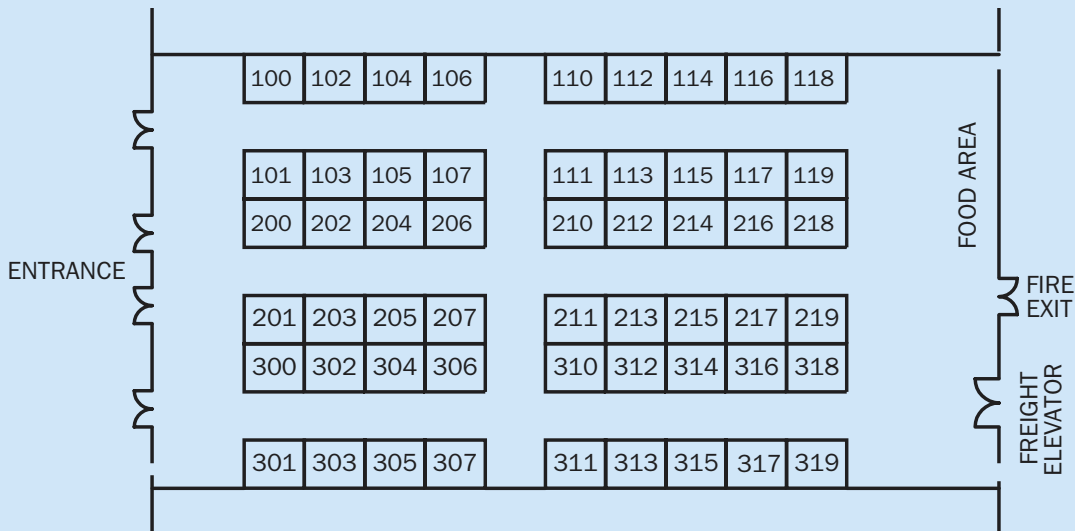 100 102 104 106 110 112 114 116 118
101 103 105 107 111 113 115 117 119
200 202 204 206 210 212 214 216 218
FOOD AREA
ENTRANCE
FIRE
EXIT
201 203 205 207 211 213 215 217 219
300 302 304 306 310 312 314 316 318
FREIGHT
ELEVATOR
301 303 305 307 311 313 315 317 319